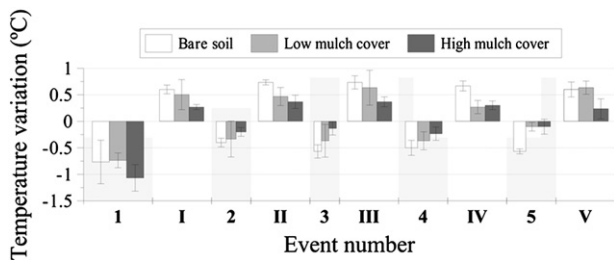 Bare soil Low mulch cover High mulch cover
Temperature variation (ºC)
1
0.5
0
-0.5
-1
-1.5
1 I 2 II 3 III 4 IV 5 V
Event number